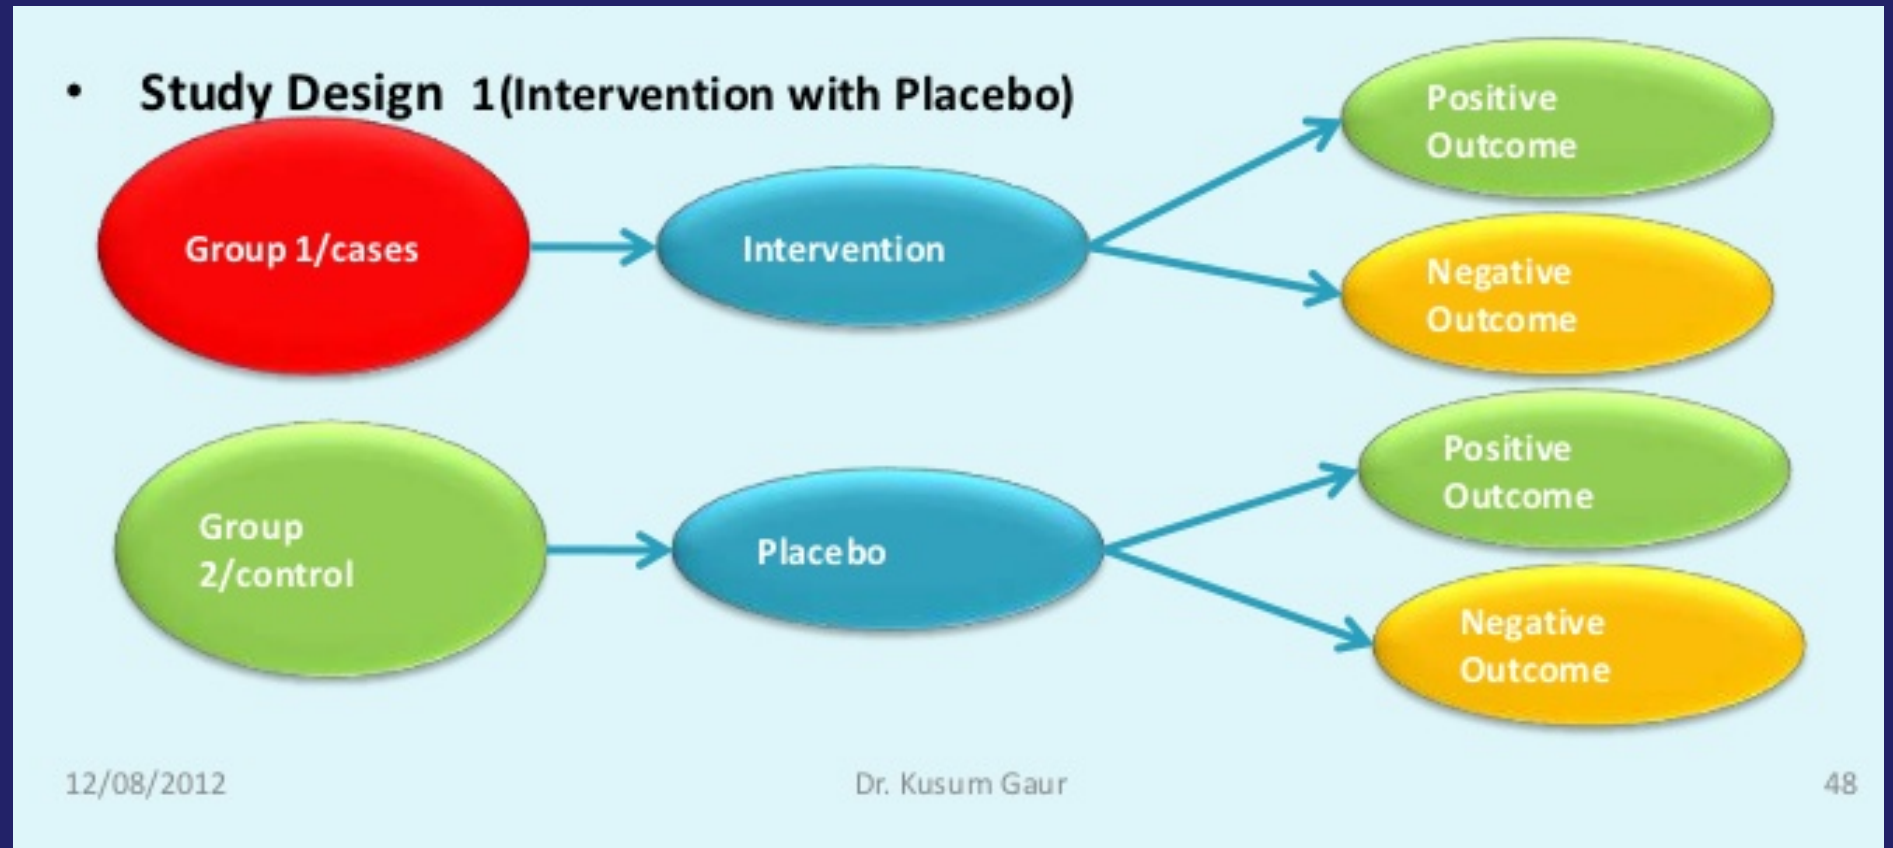 • Study Design 1(Intervention with Placebo)
Group 1/cases
Intervention
Positive
Outcome
Negative
Outcome
Group
2/control
Placebo
Positive
Outcome
Negative
Outcome
12/08/2012
Dr. Kusum Gaur
48